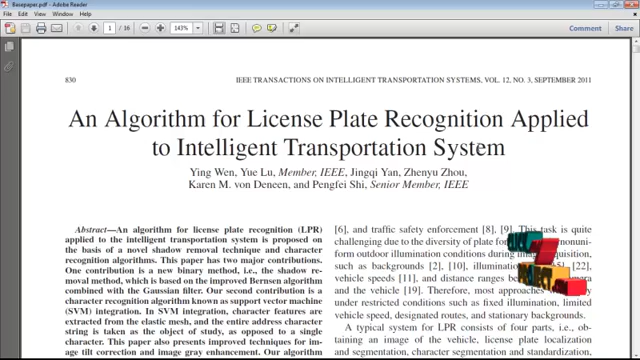 Basepaper.pdf - Adobe Reader
File Edit View Window Help
1 / 16
143%
Comment Share
830
IEEE TRANSACTIONS ON INTELLIGENT TRANSPORTATION SYSTEMS, VOL. 12, NO. 3, SEPTEMBER 2011
An Algorithm for License Plate Recognition Applied
to Intelligent Transportation System
Ying Wen, Yue Lu, Member, IEEE, Jingqi Yan, Zhenyu Zhou,
Karen M. von Deneen, and Pengfei Shi, Senior Member, IEEE
Abstract—An algorithm for license plate recognition (LPR)
applied to the intelligent transportation system is proposed on
the basis of a novel shadow removal technique and character
recognition algorithms. This paper has two major contributions.
One contribution is a new binary method, i.e., the shadow re-
moval method, which is based on the improved Bernsen algorithm
combined with the Gaussian filter. Our second contribution is a
character recognition algorithm known as support vector machine
(SVM) integration. In SVM integration, character features are
extracted from the elastic mesh, and the entire address character
string is taken as the object of study, as opposed to a single
character. This paper also presents improved techniques for im-
age tilt correction and image gray enhancement. Our algorithm
[6], and traffic safety enforcement [8], [9]. This task is quite
challenging due to the diversity of plate nonuni-
form outdoor illumination conditions during
such as backgrounds [2], [10], [22],
vehicle speeds [11], and distance ranges
and the vehicle [19]. Therefore, most
under restricted conditions such as fixed illumination, limited
vehicle speed, designated routes, and stationary backgrounds.
A typical system for LPR consists of four parts, i.e., ob-
taining an image of the vehicle, license plate localization
and segmentation, character segmentation and standardization,
CLICK
2
PROJECT